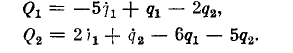 Q₁ = −5q̇₁ + q₁ − 2q₂,
Q₂ = 2q̇₁ + q̇₂ − 6q₁ − 5q₂.